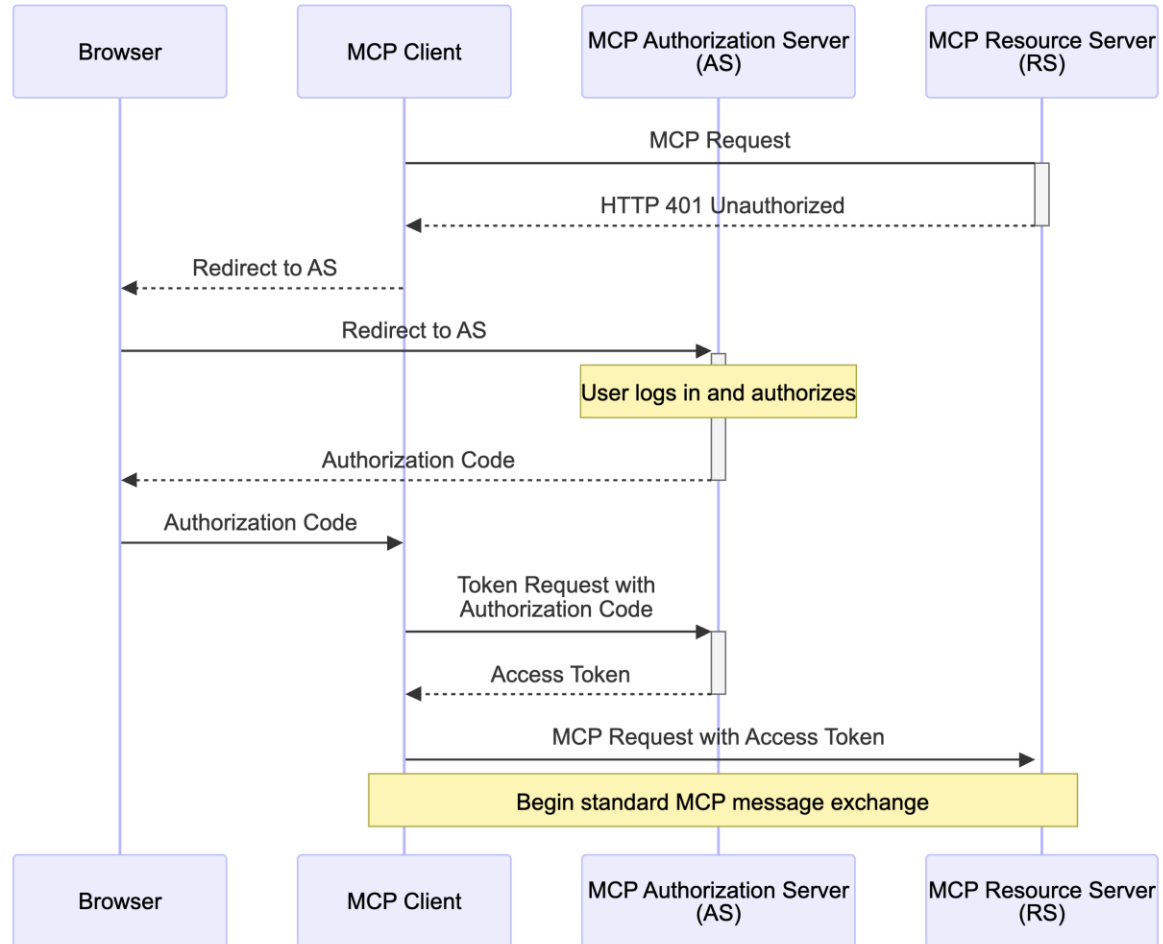 Browser
MCP Client
MCP Authorization Server
(AS)
MCP Resource Server
(RS)
MCP Request
HTTP 401 Unauthorized
Redirect to AS
Redirect to AS
User logs in and authorizes
Authorization Code
Authorization Code
Token Request with
Authorization Code
Access Token
MCP Request with Access Token
Begin standard MCP message exchange
Browser
MCP Client
MCP Authorization Server
(AS)
MCP Resource Server
(RS)